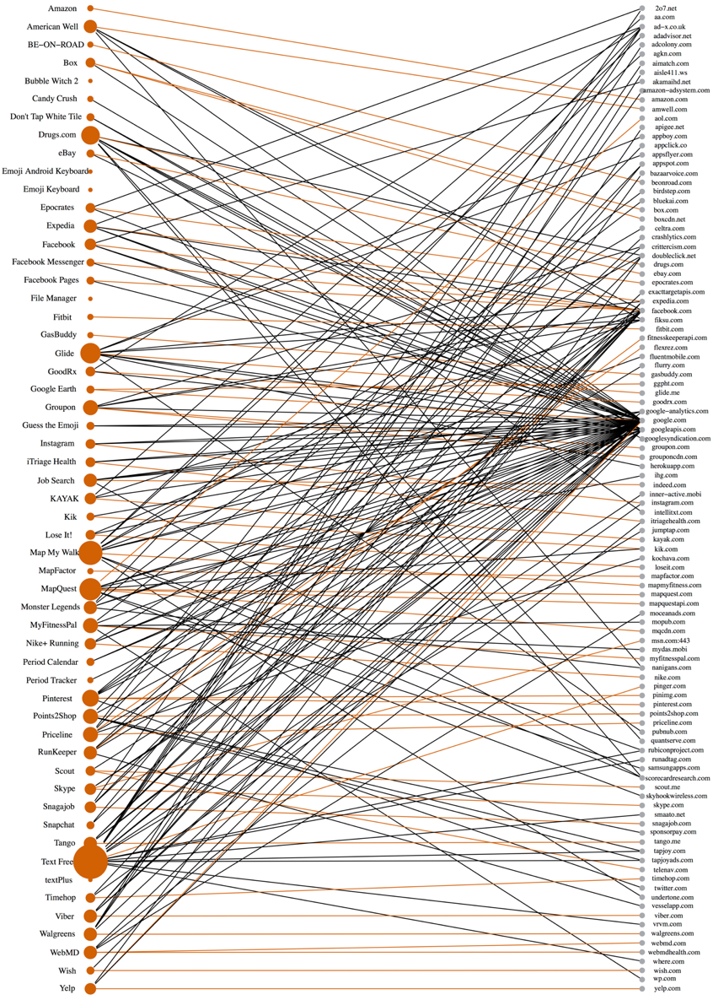 Amazon
American Well
BE−ON−ROAD
Box
Bubble Witch 2
Candy Crush
Don't Tap White Tile
Drugs.com
eBay
Emoji Android Keyboard
Emoji Keyboard
Epocrates
Expedia
Facebook
Facebook Messenger
Facebook Pages
File Manager
Fitbit
GasBuddy
Glide
GoodRx
Google Earth
Groupon
Guess the Emoji
Instagram
iTriage Health
Job Search
KAYAK
Kik
Lose It!
Map My Walk
MapFactor
MapQuest
Monster Legends
MyFitnessPal
Nike+ Running
Period Calendar
Period Tracker
Pinterest
Points2Shop
Priceline
RunKeeper
Scout
Skype
Snagajob
Snapchat
Tango
Text Free
textPlus
Timehop
Viber
Walgreens
WebMD
Wish
Yelp
2o7.net
aa.com
ad−x.co.uk
adadvisor.net
adcolony.com
agkn.com
aimatch.com
aisle411.ws
akamaihd.net
amazon−adsystem.com
amazon.com
amwell.com
aol.com
apigee.net
appboy.com
appclick.co
appsflyer.com
appspot.com
bazaarvoice.com
beonroad.com
birdstep.com
bluekai.com
box.com
boxcdn.net
celtra.com
crashlytics.com
crittercism.com
doubleclick.net
drugs.com
ebay.com
epocrates.com
exacttargetapis.com
expedia.com
facebook.com
fiksu.com
fitbit.com
fitnesskeeperapi.com
flexrez.com
fluentmobile.com
flurry.com
gasbuddy.com
ggpht.com
glide.me
goodrx.com
google−analytics.com
google.com
googleapis.com
googlesyndication.com
groupon.com
grouponcdn.com
herokuapp.com
ihg.com
indeed.com
inner−active.mobi
instagram.com
intellitxt.com
itriagehealth.com
jumptap.com
kayak.com
kik.com
kochava.com
loseit.com
mapfactor.com
mapmyfitness.com
mapquest.com
mapquestapi.com
moceanads.com
mopub.com
mqcdn.com
msn.com:443
mydas.mobi
myfitnesspal.com
nanigans.com
nike.com
pinger.com
pinimg.com
pinterest.com
points2shop.com
priceline.com
pubnub.com
quantserve.com
rubiconproject.com
runadtag.com
samsungapps.com
scorecardresearch.com
scout.me
skyhookwireless.com
skype.com
smaato.net
snagajob.com
sponsorpay.com
tango.me
tapjoy.com
tapjoyads.com
telenav.com
timehop.com
twitter.com
undertone.com
vesselapp.com
viber.com
vrvm.com
walgreens.com
webmd.com
webmdhealth.com
where.com
wish.com
wp.com
yelp.com